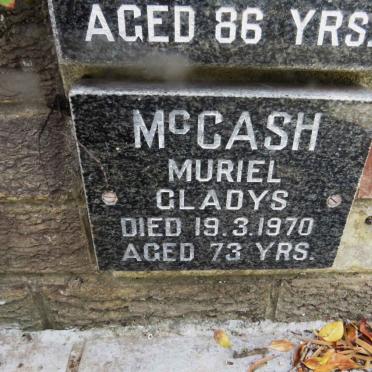 AGED 86 YRS.
McCASH
MURIEL
GLADYS
DIED 19.3.1970
AGED 73 YRS.